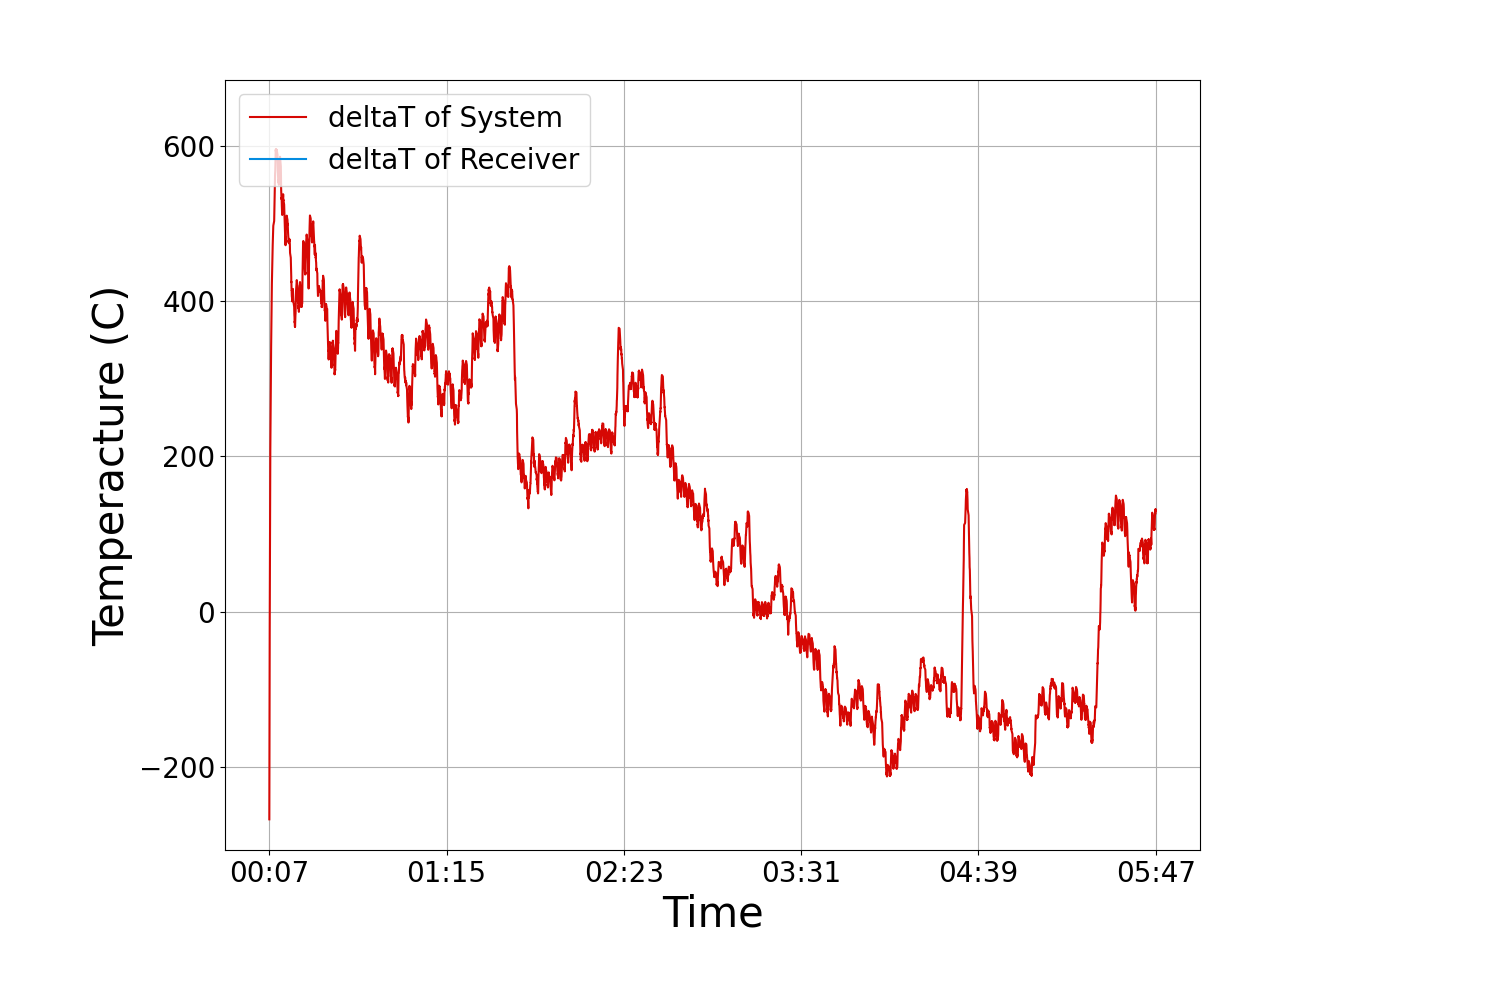 deltaT of System
deltaT of Receiver
600
400
200
0
−200
Temperacture (C)
00:07 01:15 02:23 03:31 04:39 05:47
Time